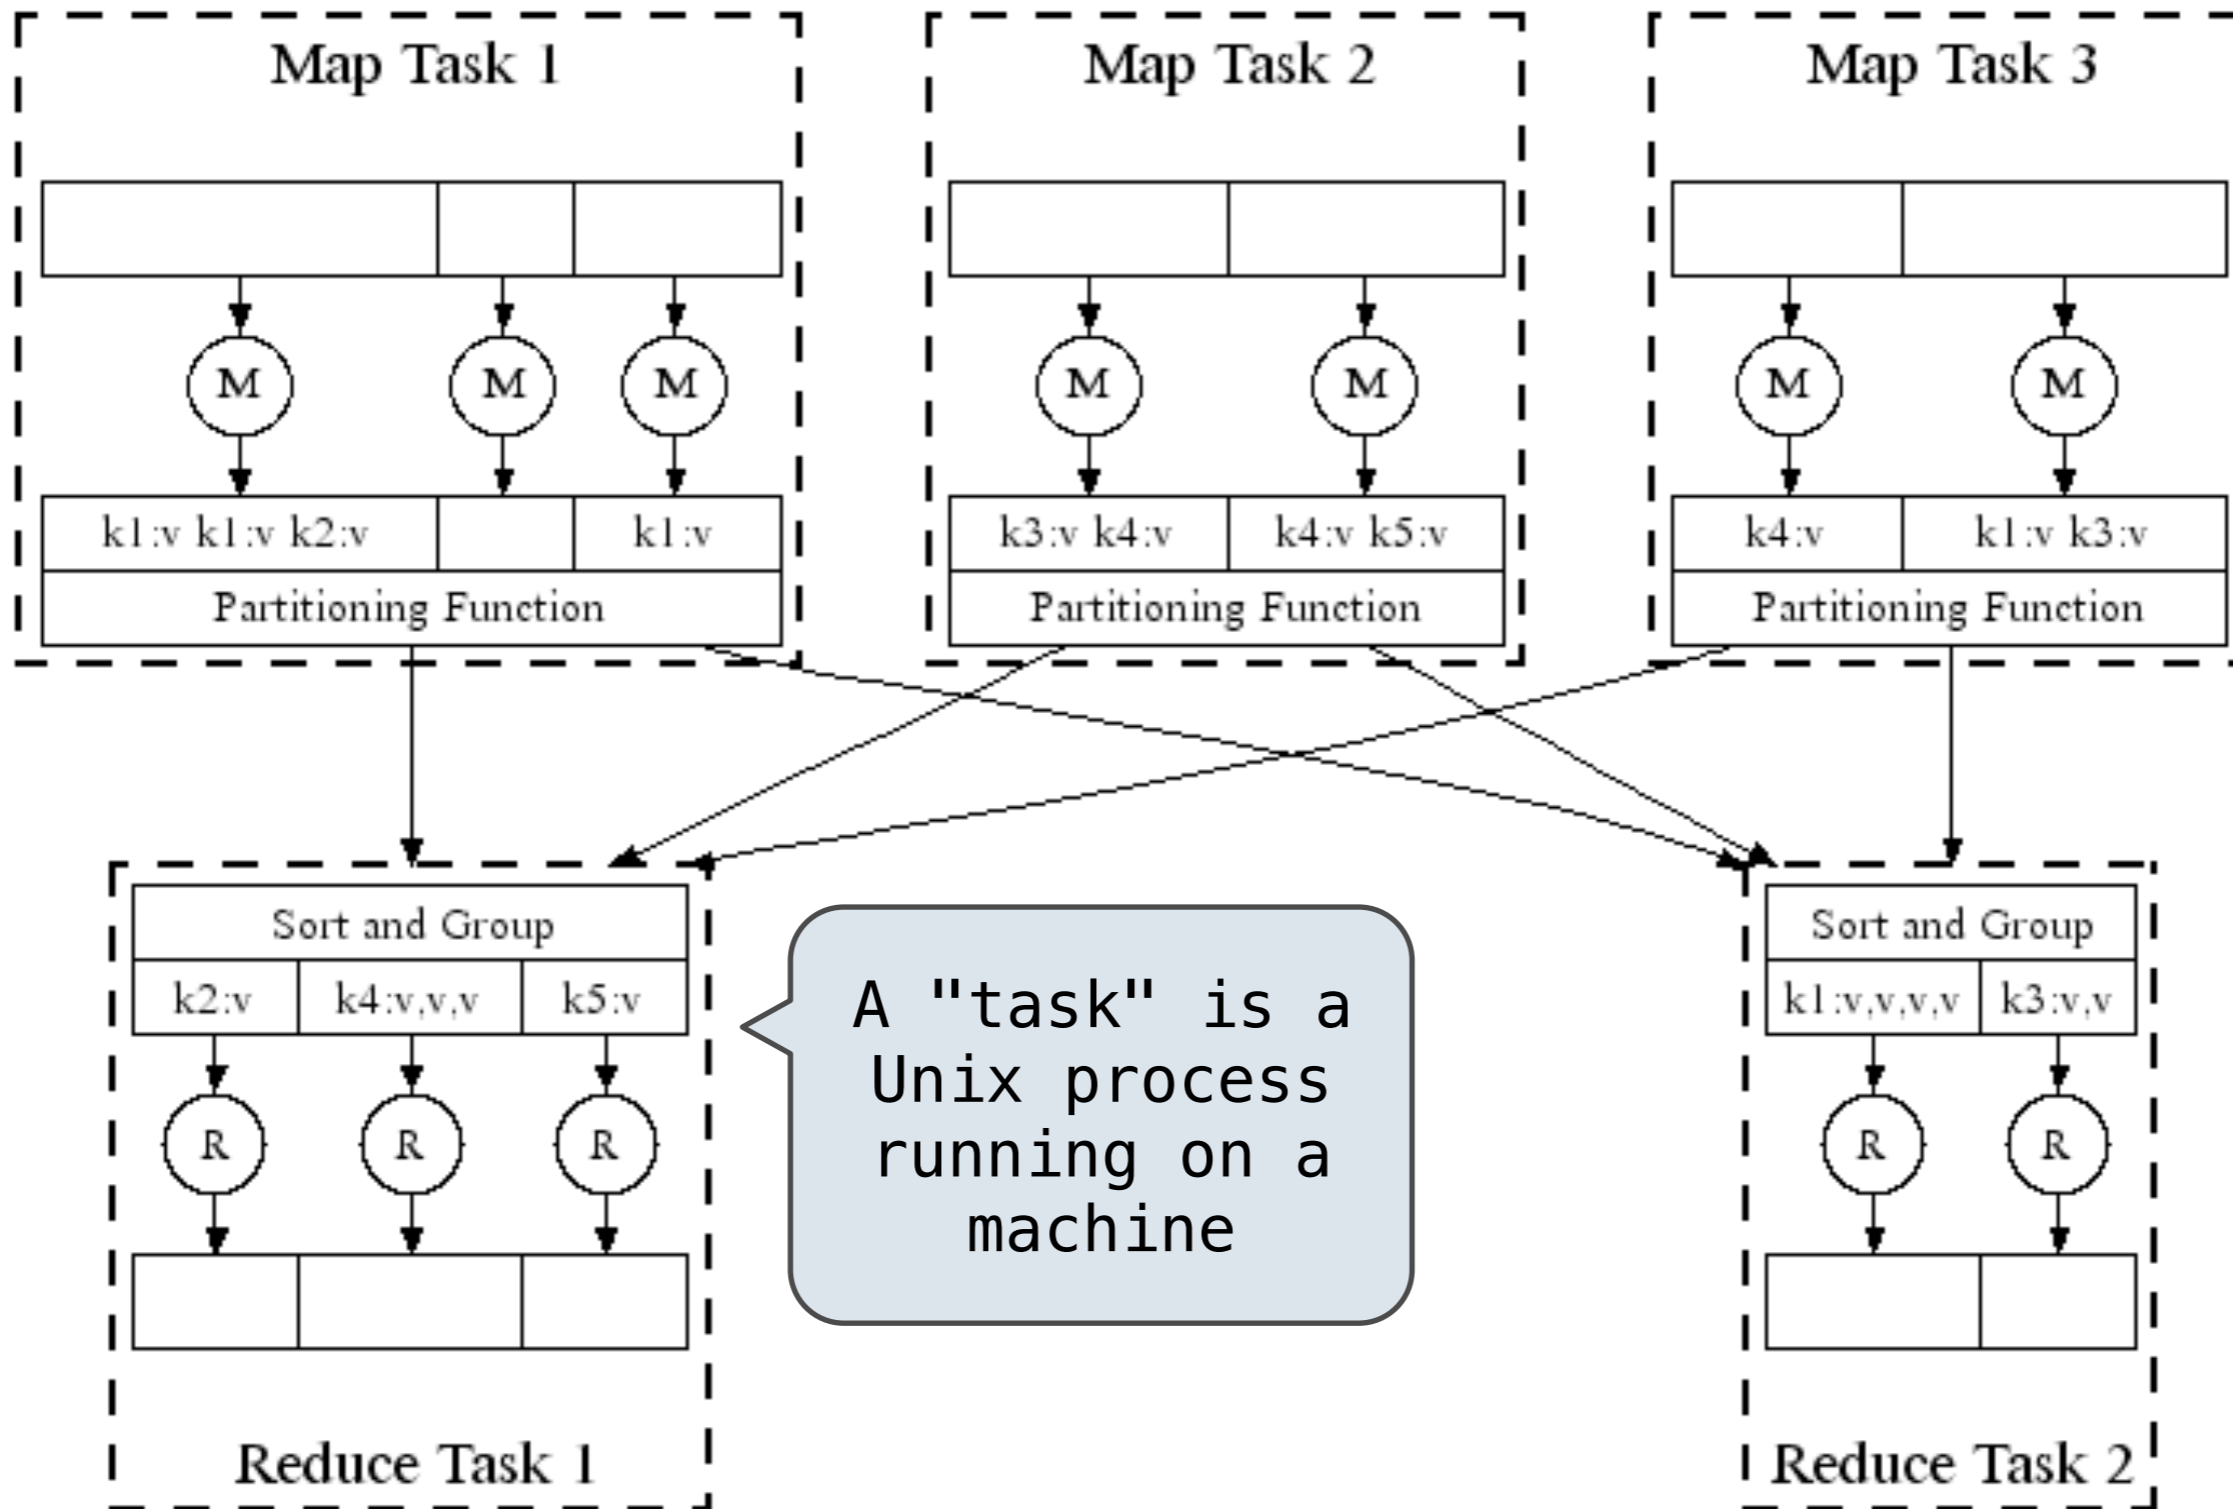 Map Task 1
Map Task 2
Map Task 3
M
M
M
M
M
M
M
k1:v k1:v k2:v
k1:v
k3:v k4:v
k4:v k5:v
k4:v
k1:v k3:v
Partitioning Function
Partitioning Function
Partitioning Function
Sort and Group
Sort and Group
k2:v
k4:v,v,v
k5:v
k1:v,v,v,v
k3:v,v
A "task" is a
Unix process
running on a
machine
R
R
R
R
R
Reduce Task 1
Reduce Task 2